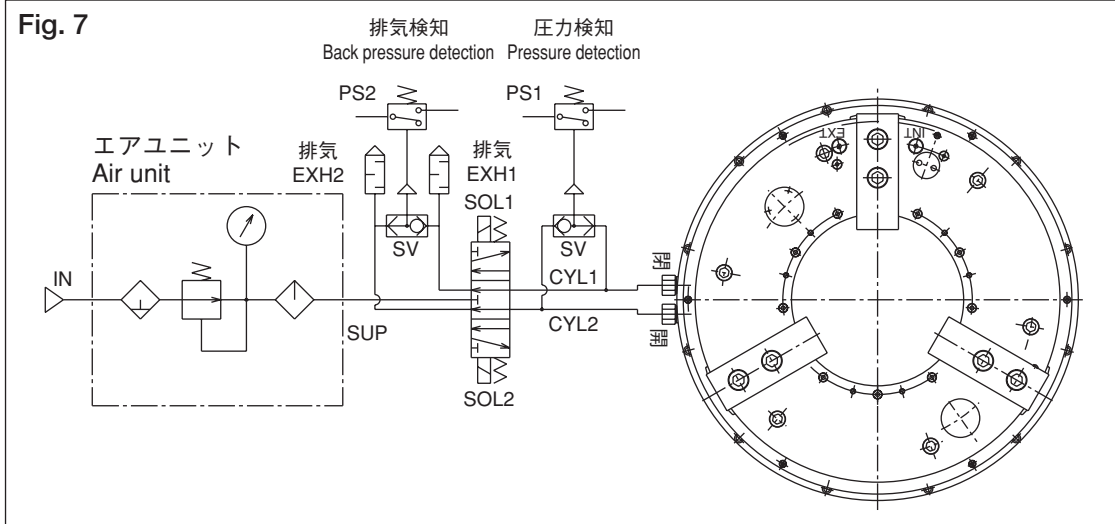 Fig. 7
排気検知
Back pressure detection
圧力検知
Pressure detection
PS2
PS1
エアユニット
Air unit
排気
EXH2
排気
EXH1
SOL1
SV
SV
IN
CYL1
CYL2
SUP
SOL2
閉
開
EXT
INT